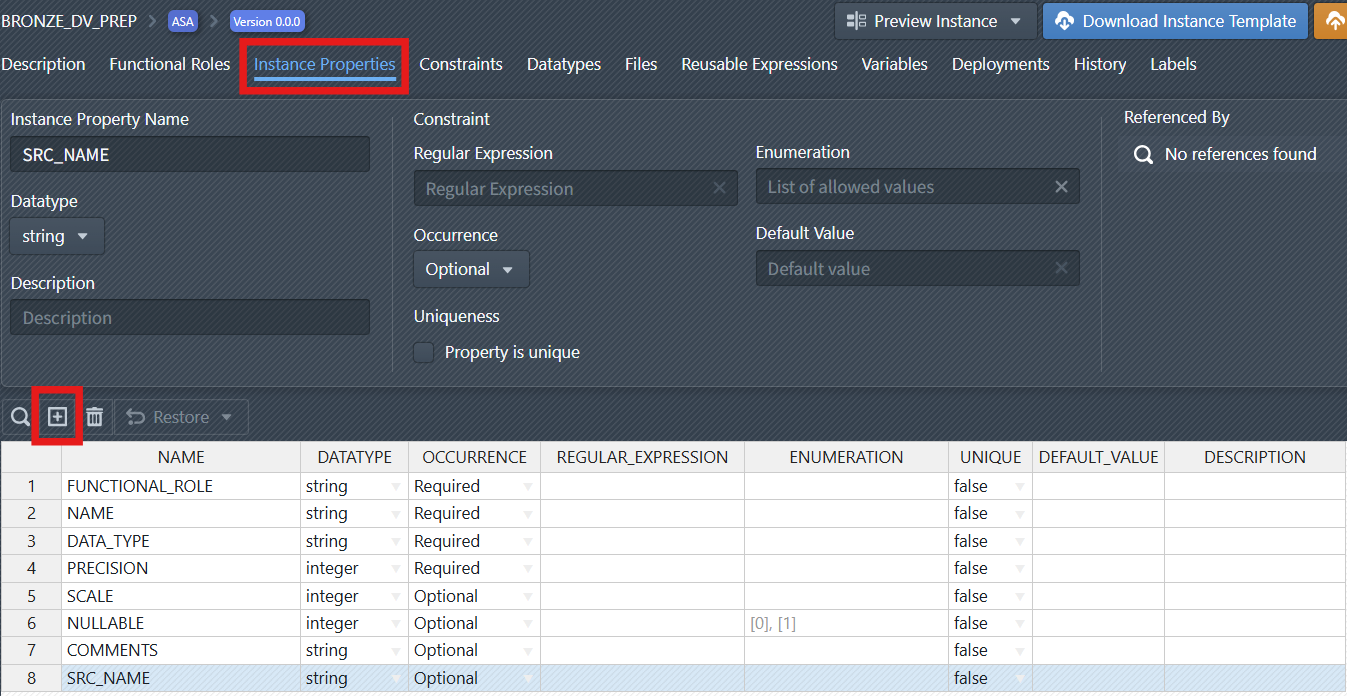 BRONZE_DV_PREP ASA Version 0.0.0 Preview Instance Download Instance Template
Description Functional Roles Instance Properties Constraints Datatypes Files Reusable Expressions Variables Deployments History Labels
Instance Property Name
SRC_NAME
Datatype
string
Description
Description
Constraint
Regular Expression
Regular Expression
Occurrence
Optional
Uniqueness
Property is unique
Enumeration
List of allowed values
Default Value
Default value
Referenced By
No references found
Restore
NAME DATATYPE OCCURRENCE REGULAR_EXPRESSION ENUMERATION UNIQUE DEFAULT_VALUE DESCRIPTION
1 FUNCTIONAL_ROLE string Required false
2 NAME string Required false
3 DATA_TYPE string Required false
4 PRECISION integer Required false
5 SCALE integer Optional false
6 NULLABLE integer Optional [0], [1] false
7 COMMENTS string Optional false
8 SRC_NAME string Optional false